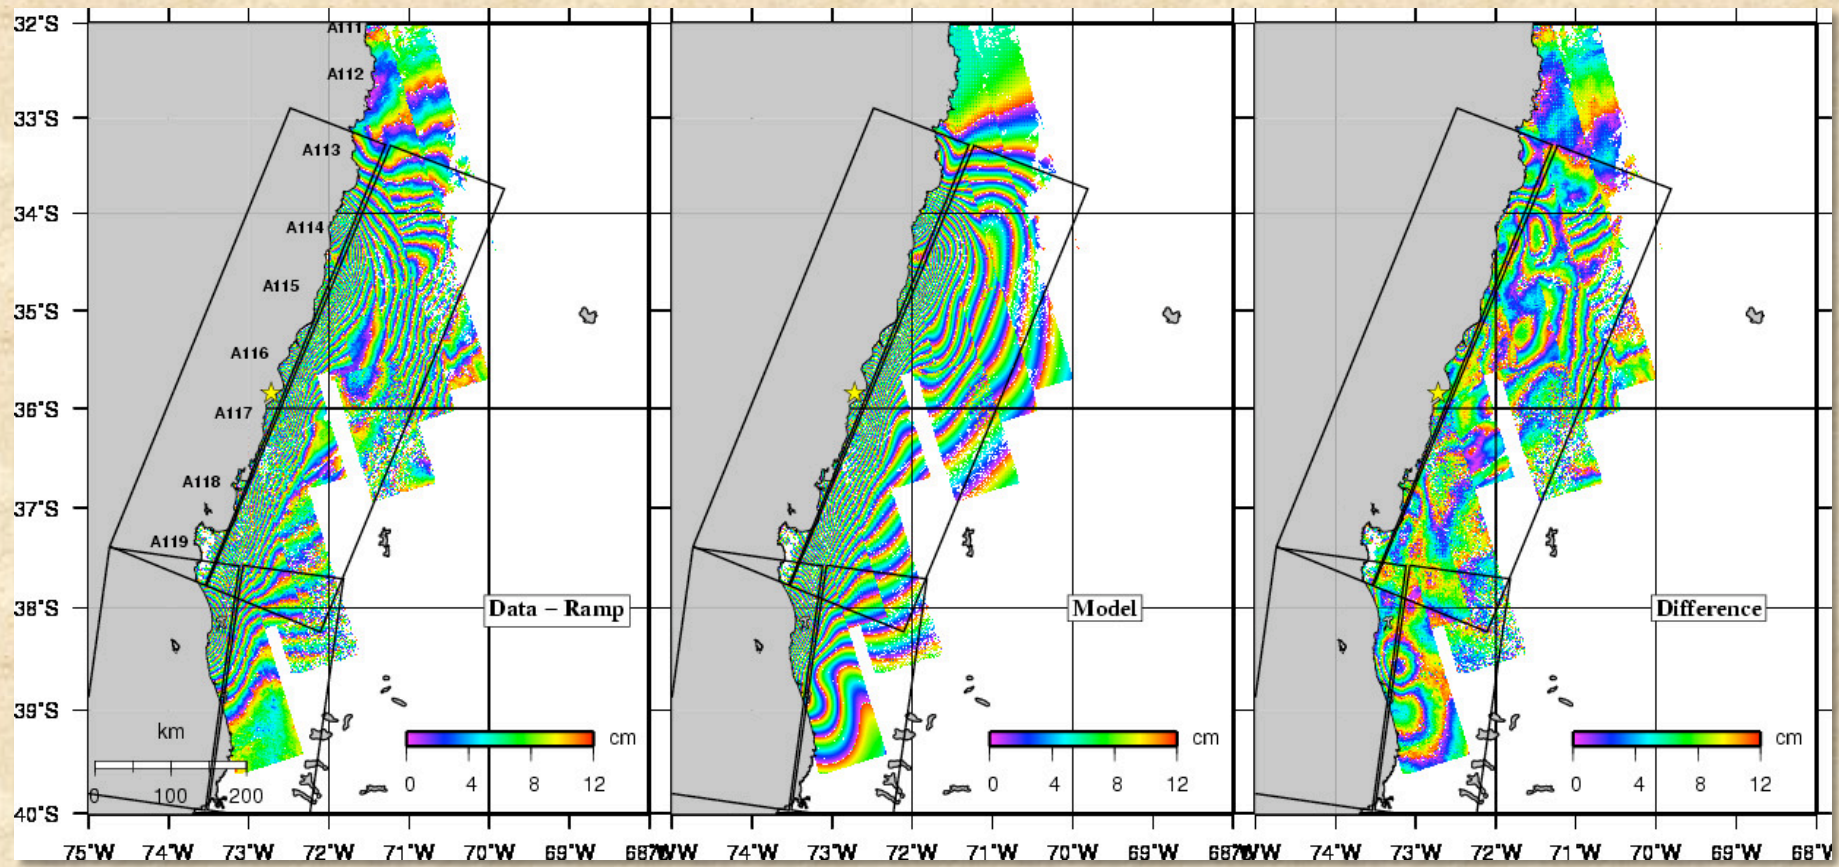 32°S
33°S
34°S
35°S
36°S
37°S
38°S
39°S
40°S
A111
A112
A113
A114
A115
A116
A117
A118
A119
Data – Ramp
km
0 100 200
cm
0 4 8 12
75°W 74°W 73°W 72°W 71°W 70°W 69°W
Model
cm
0 4 8 12
74°W 73°W 72°W 71°W 70°W 69°W
Difference
cm
0 4 8 12
74°W 73°W 72°W 71°W 70°W 69°W